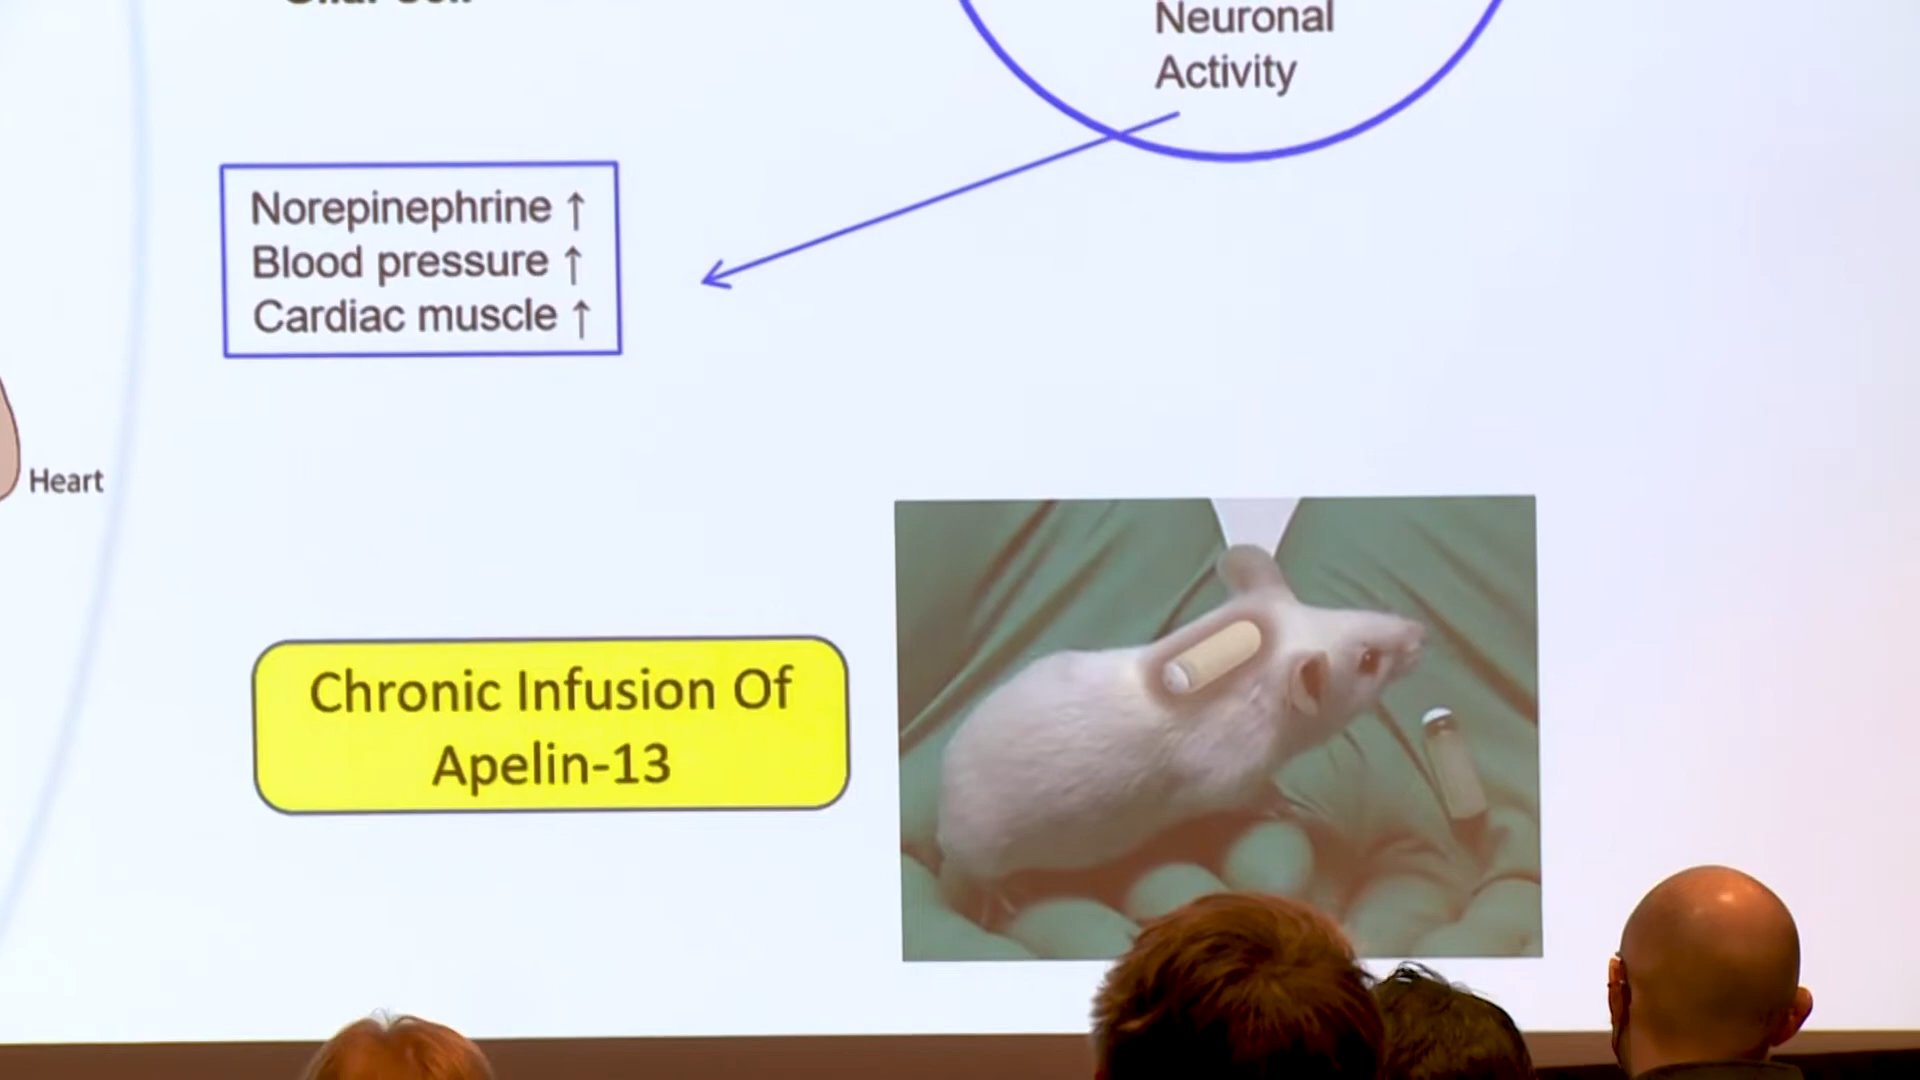 Neuronal
Activity
Norepinephrine ↑
Blood pressure ↑
Cardiac muscle ↑
Heart
Chronic Infusion Of
Apelin-13